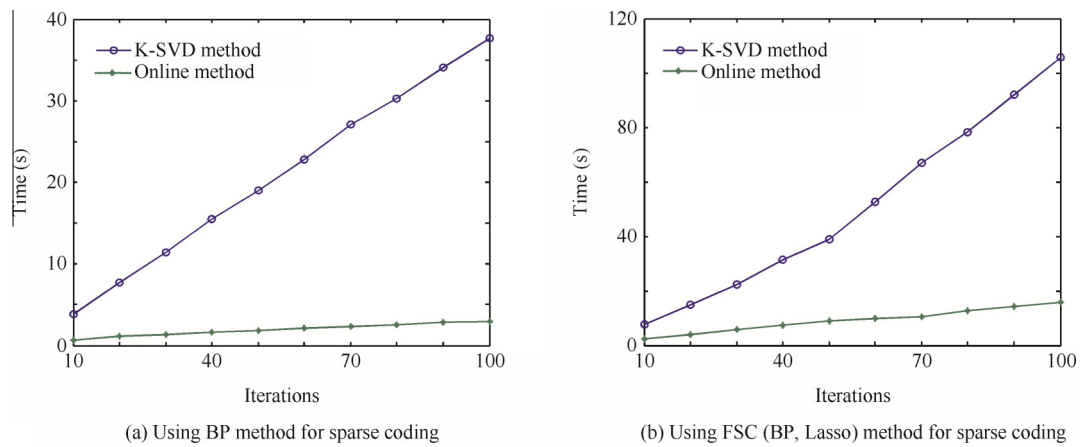 40
30
20
10
0
Time (s)
K-SVD method
Online method
10
40
70
100
Iterations
(a) Using BP method for sparse coding
120
80
40
0
Time (s)
K-SVD method
Online method
10
40
70
100
Iterations
(b) Using FSC (BP, Lasso) method for sparse coding